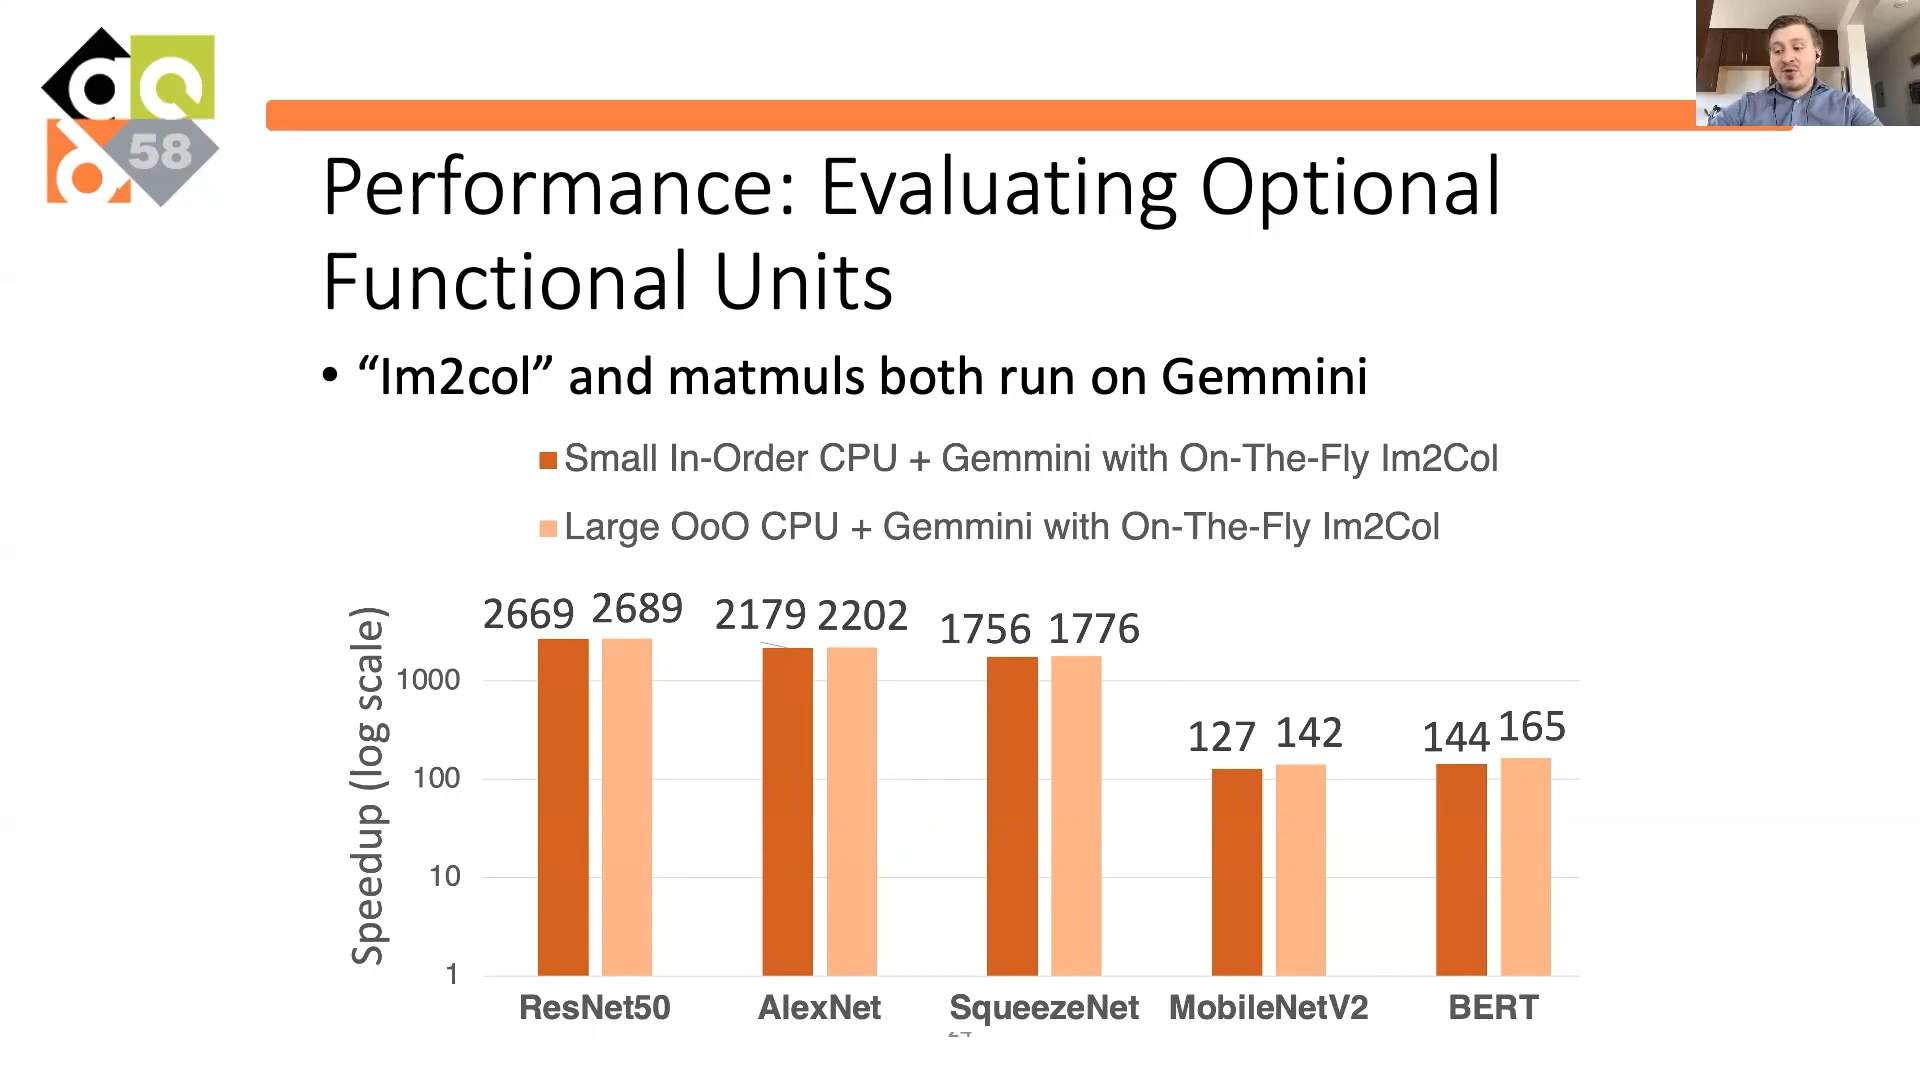 58
Performance: Evaluating Optional
Functional Units
• “Im2col” and matmuls both run on Gemmini
Small In-Order CPU + Gemmini with On-The-Fly Im2Col
Large OoO CPU + Gemmini with On-The-Fly Im2Col
Speedup (log scale)
2669 2689 2179 2202 1756 1776 127 142 144 165
1000
100
10
1
ResNet50 AlexNet SqueezeNet MobileNetV2 BERT